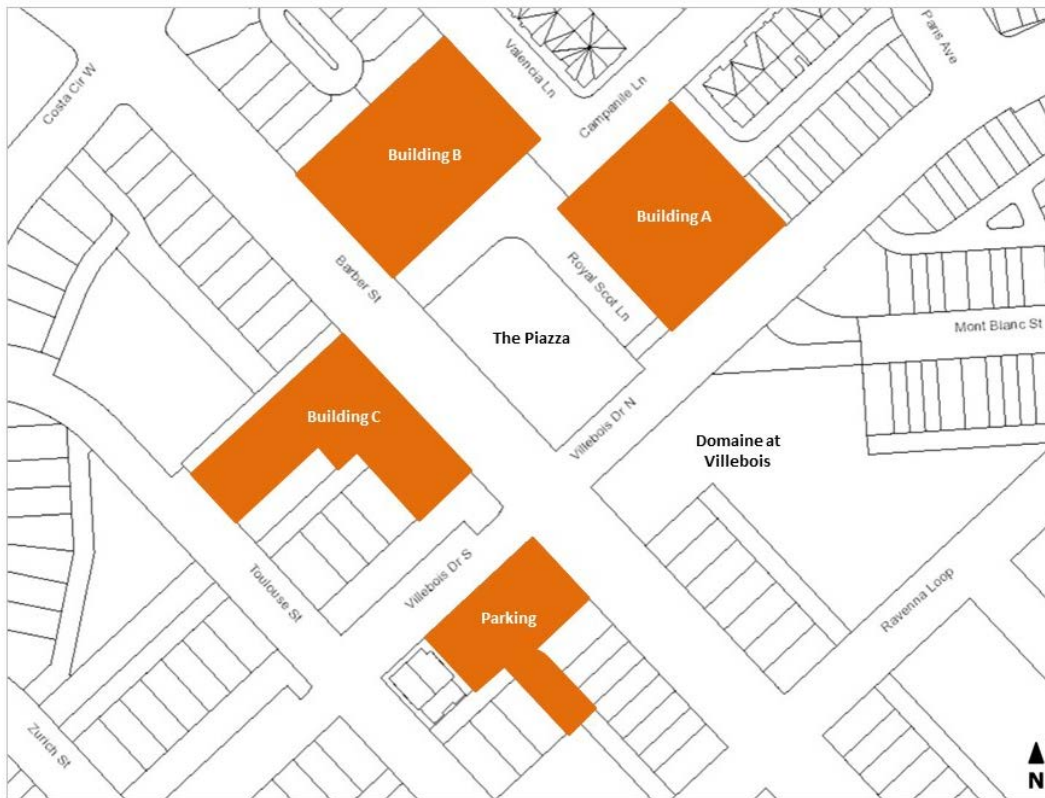 Costa Cir W
Valencia Ln
Campanile Ln
Paris Ave
Building B
Building A
Barber St
Royal Scot Ln
The Piazza
Mont Blanc St
Building C
Villebois Dr N
Domaine at
Villebois
Toulouse St
Villebois Dr S
Parking
Ravenna Loop
Zurich St
N